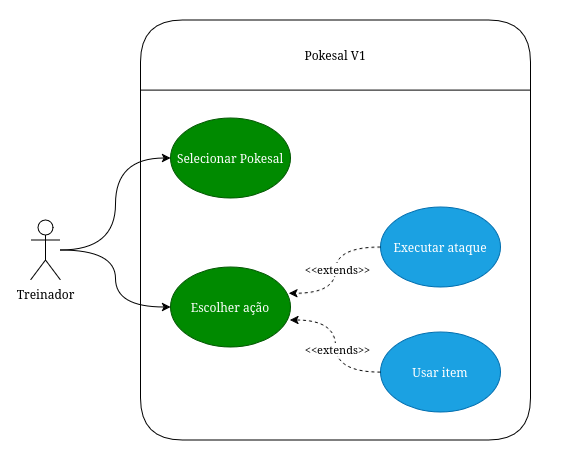 Pokesal V1
Selecionar Pokesal
Executar ataque
<<extends>>
Treinador
Escolher ação
<<extends>>
Usar item